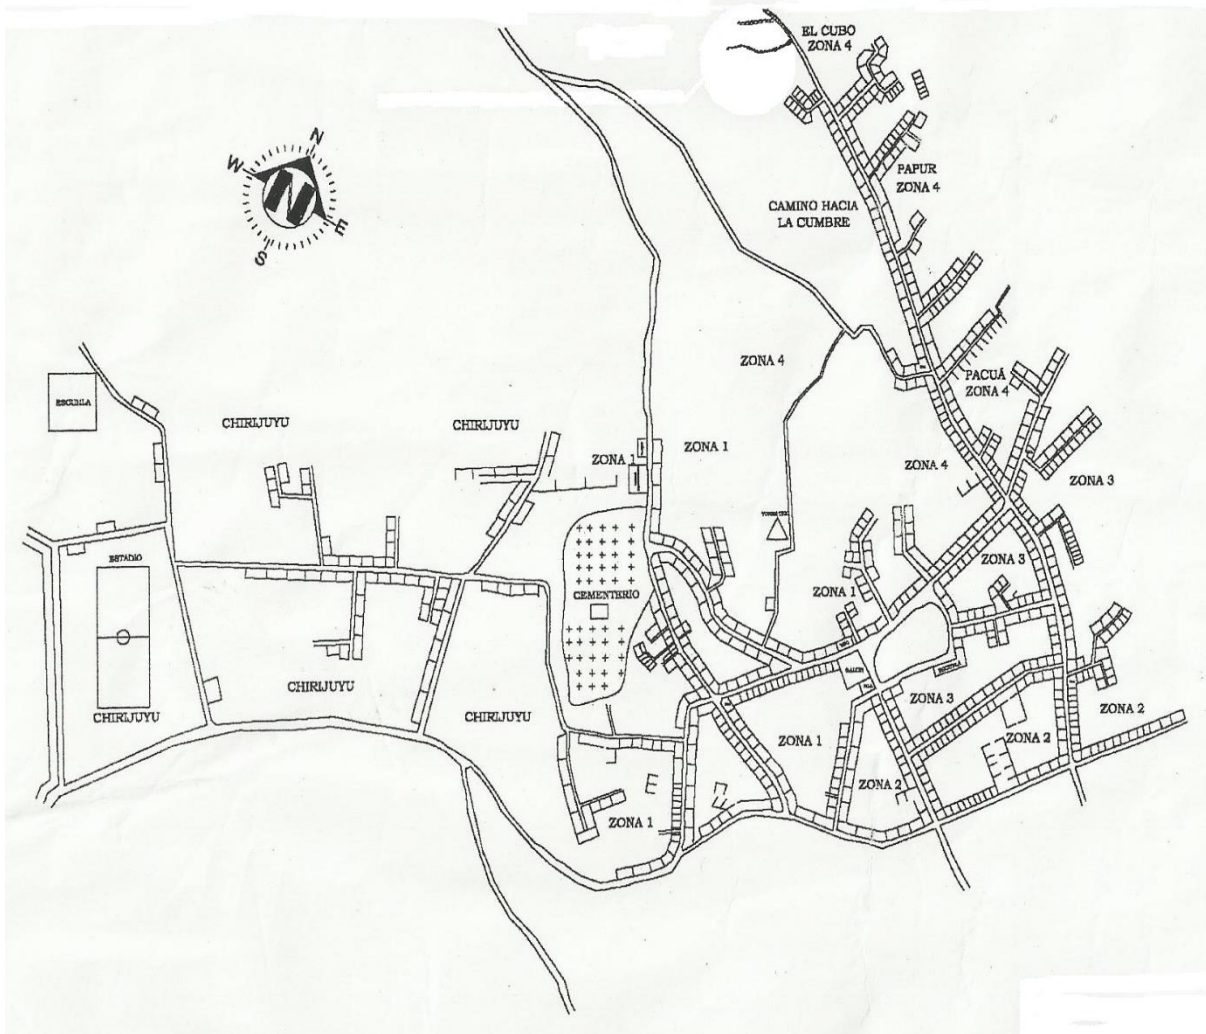 EL CUBO
ZONA 4
N
W
N
E
S
PAPUR
ZONA 4
CAMINO HACIA
LA CUMBRE
ZONA 4
PACUÁ
ZONA 4
ESCUELA
CHIRIJUYU
CHIRIJUYU
ZONA 1
ZONA 1
ZONA 4
ZONA 3
ESTADIO
CEMENTERIO
ZONA 1
ZONA 3
SALON
ESCUELA
CHIRIJUYU
ZONA 3
CHIRIJUYU
CHIRIJUYU
ZONA 2
ZONA 1
ZONA 2
ZONA 2
ZONA 1